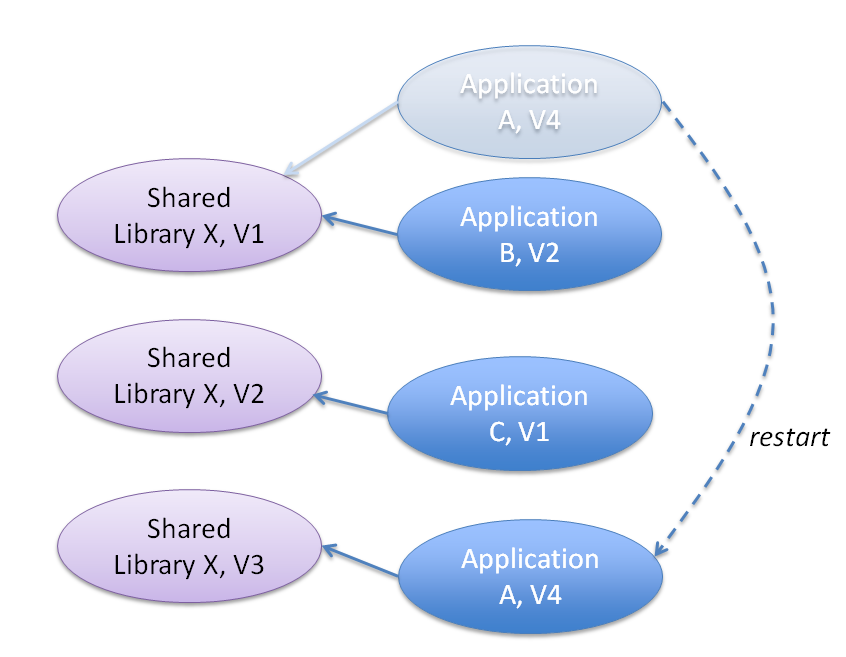 Application
A, V4
Shared
Library X, V1
Application
B, V2
Shared
Library X, V2
Application
C, V1
restart
Shared
Library X, V3
Application
A, V4